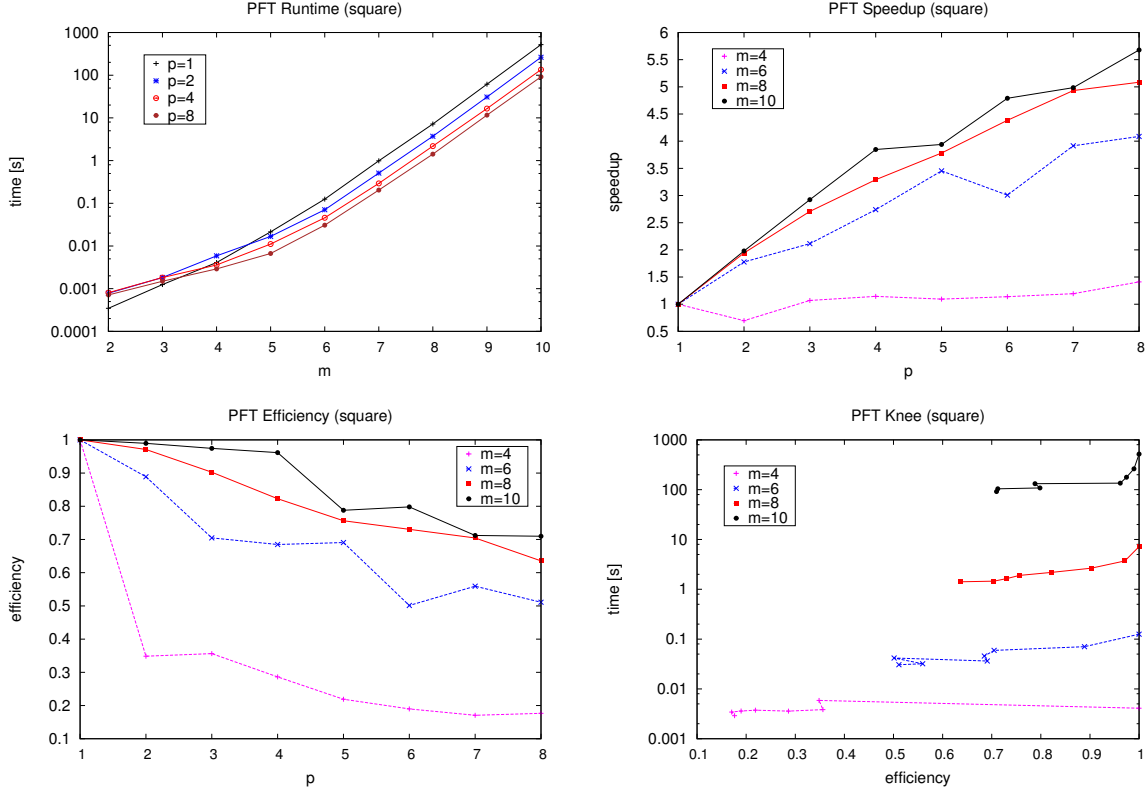 PFT Runtime (square)
time [s]
1000
100
10
1
0.1
0.01
0.001
0.0001
p=1
p=2
p=4
p=8
2 3 4 5 6 7 8 9 10
m
PFT Speedup (square)
speedup
6
5.5
5
4.5
4
3.5
3
2.5
2
1.5
1
0.5
m=4
m=6
m=8
m=10
1 2 3 4 5 6 7 8
p
PFT Efficiency (square)
efficiency
1
0.9
0.8
0.7
0.6
0.5
0.4
0.3
0.2
0.1
m=4
m=6
m=8
m=10
1 2 3 4 5 6 7 8
p
PFT Knee (square)
time [s]
1000
100
10
1
0.1
0.01
0.001
m=4
m=6
m=8
m=10
0.1 0.2 0.3 0.4 0.5 0.6 0.7 0.8 0.9 1
efficiency